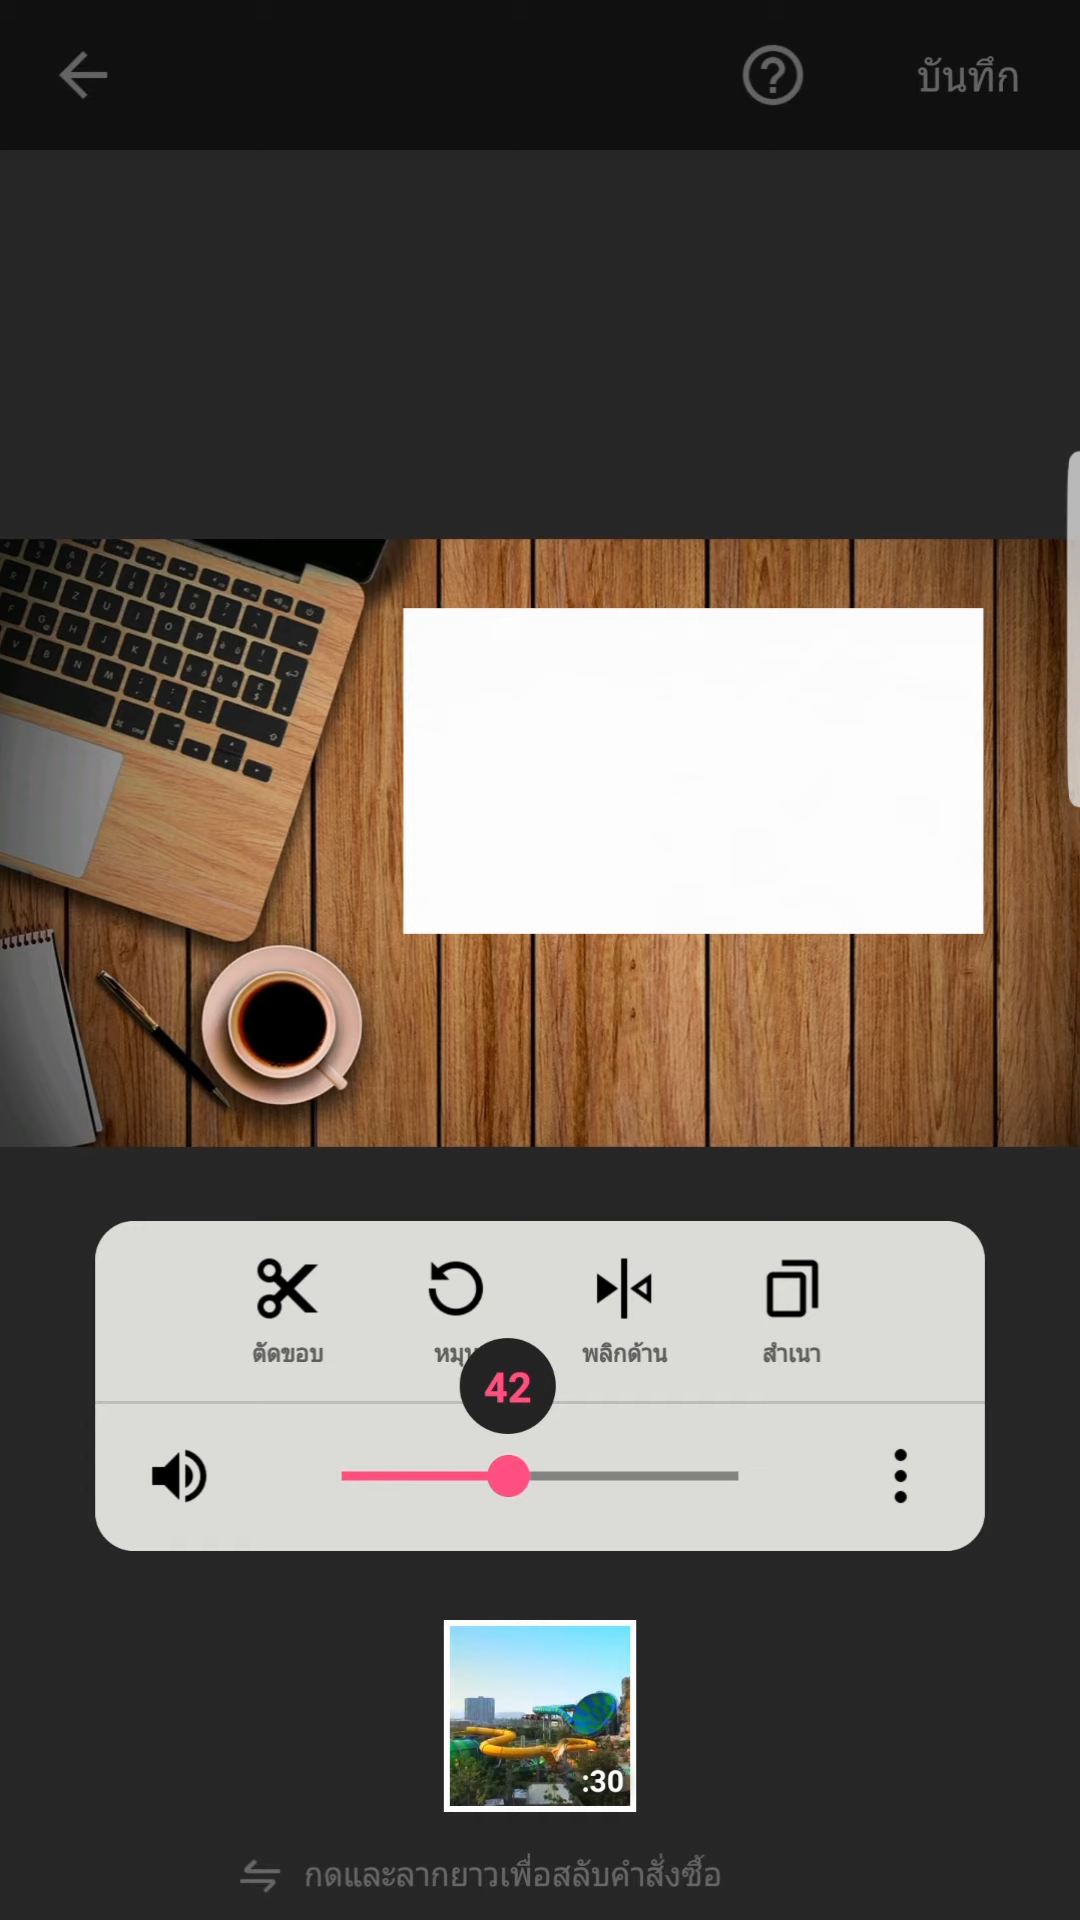 บันทึก
ตัดขอบ
พลิกด้าน
สำเนา
42
:30
กดและลากยาวเพื่อสลับคำสั่งซื้อ